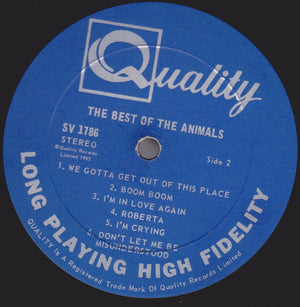 Quality
THE BEST OF THE ANIMALS
SV 1786
STEREO
©Quality Records
Limited 1965
Side 2
1. WE GOTTA GET OUT OF THIS PLACE
2. BOOM BOOM
3. I'M IN LOVE AGAIN
4. ROBERTA
5. I'M CRYING
6. DON'T LET ME BE
MISUNDERSTOOD
LONG PLAYING HIGH FIDELITY
QUALITY Is A Registered Trade Mark Of Quality Records Limited